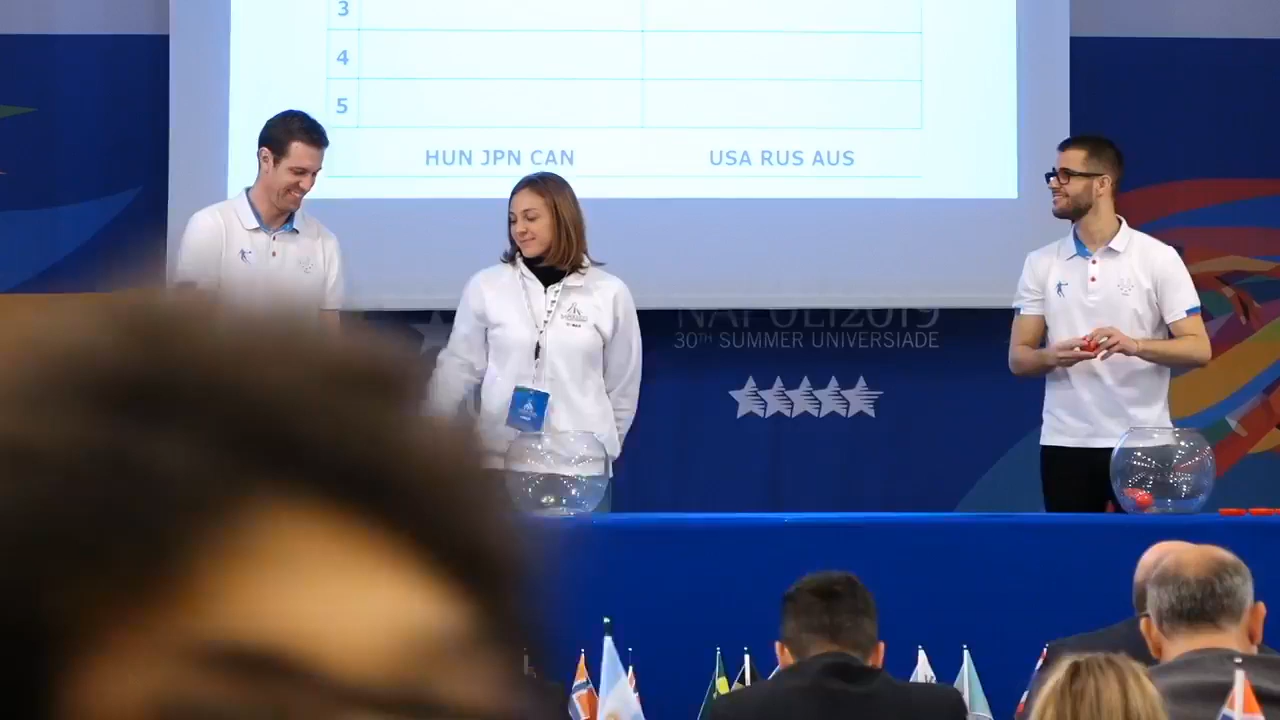 3
4
5
HUN JPN CAN
USA RUS AUS
NAPOLI2019
30TH SUMMER UNIVERSIADE